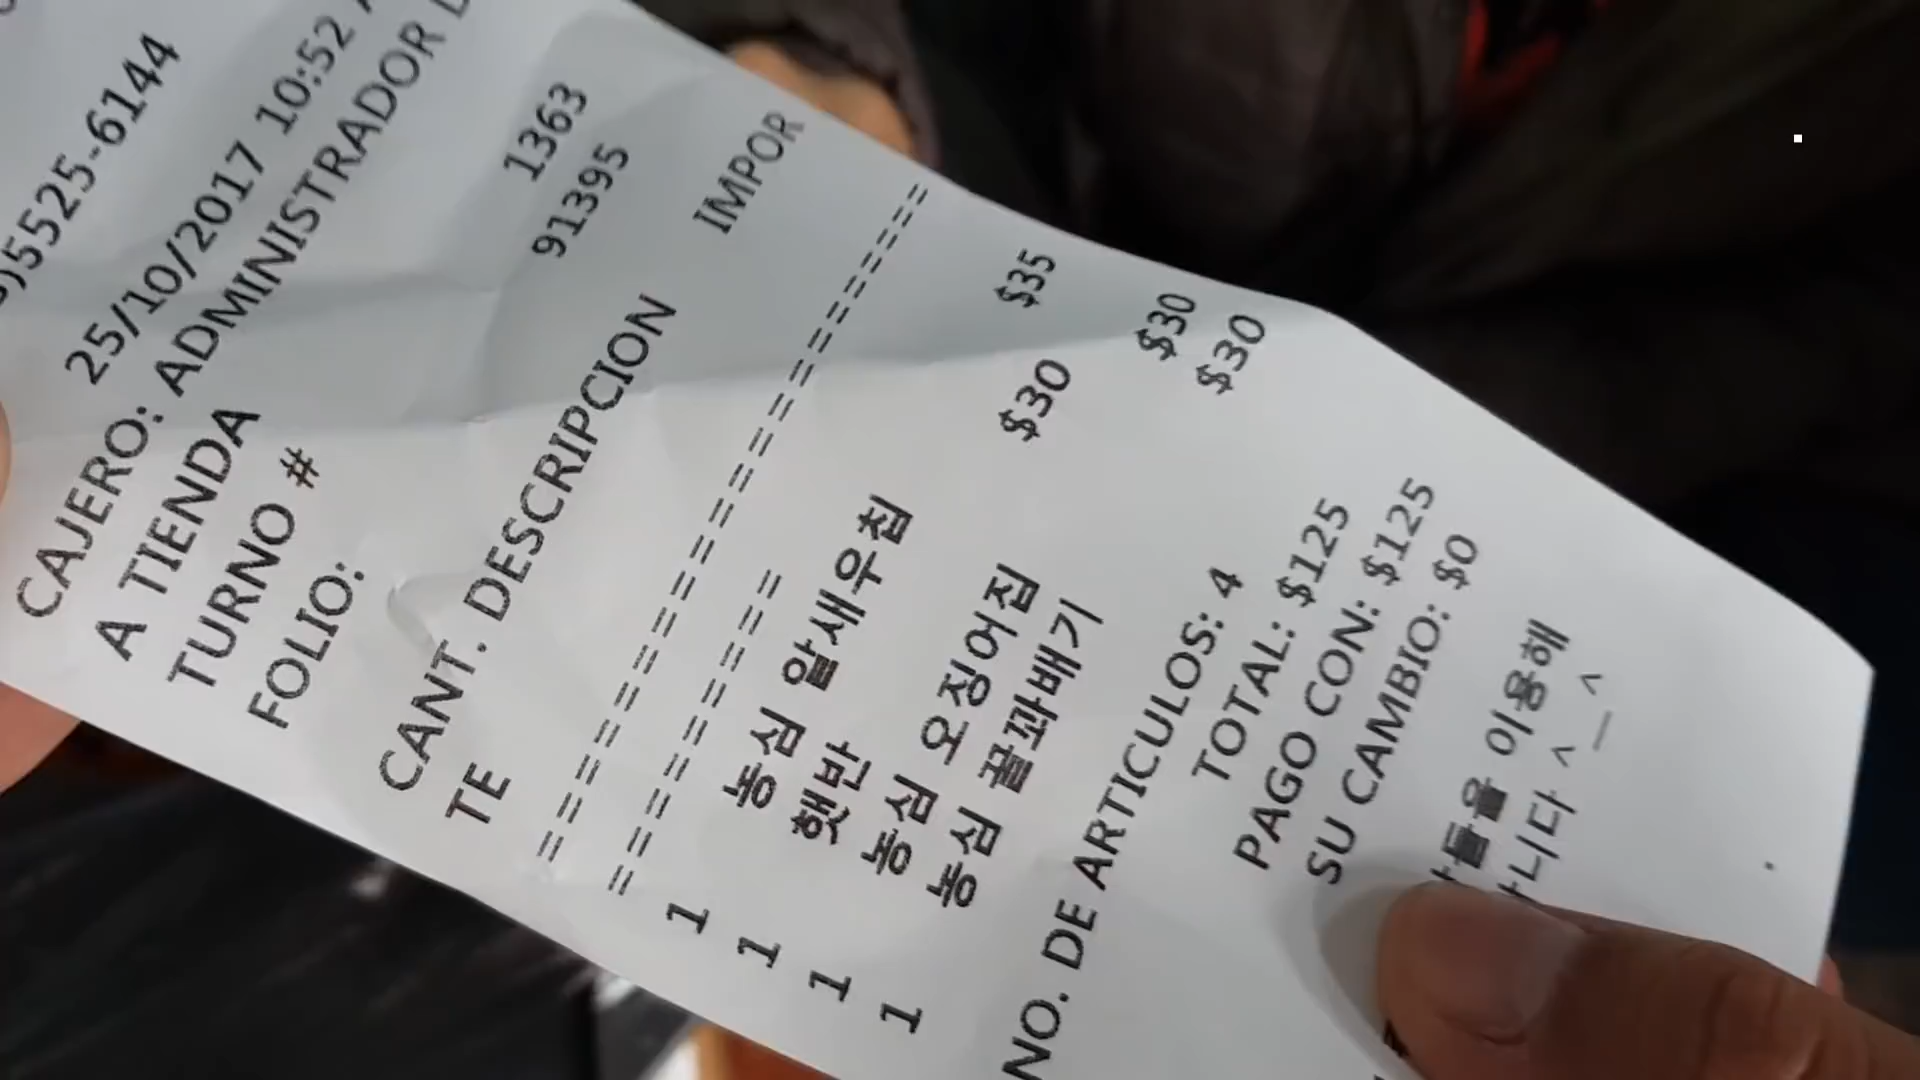 )5525-6144
25/10/2017 10:52
CAJERO: ADMINISTRADOR
A TIENDA
TURNO # 1363
FOLIO: 91395
CANT. DESCRIPCION IMPOR
TE
==========================
==========
1 농심 알새우칩 $35
1 햇반 $30
1 농심 오징어집 $30
1 농심 꿀꽈배기 $30
NO. DE ARTICULOS: 4
TOTAL: $125
PAGO CON: $125
SU CAMBIO: $0
이용해
니다 ^_^